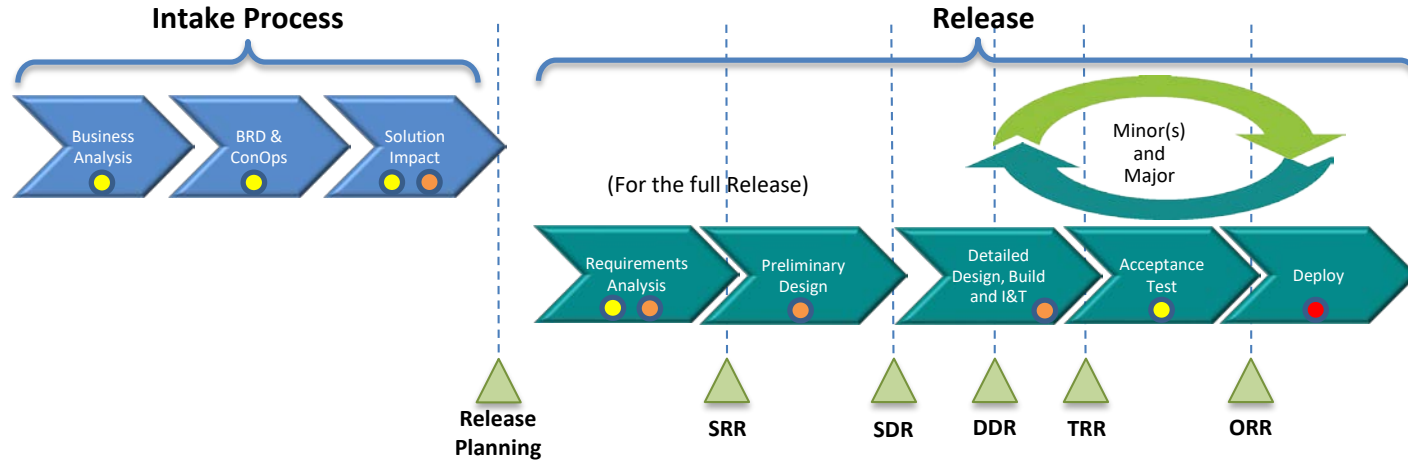 Intake Process
Release
Business
Analysis
BRD &
ConOps
Solution
Impact
Minor(s)
and
Major
(For the full Release)
Requirements
Analysis
Preliminary
Design
Detailed
Design, Build
and I&T
Acceptance
Test
Deploy
Release
Planning
SRR
SDR
DDR
TRR
ORR